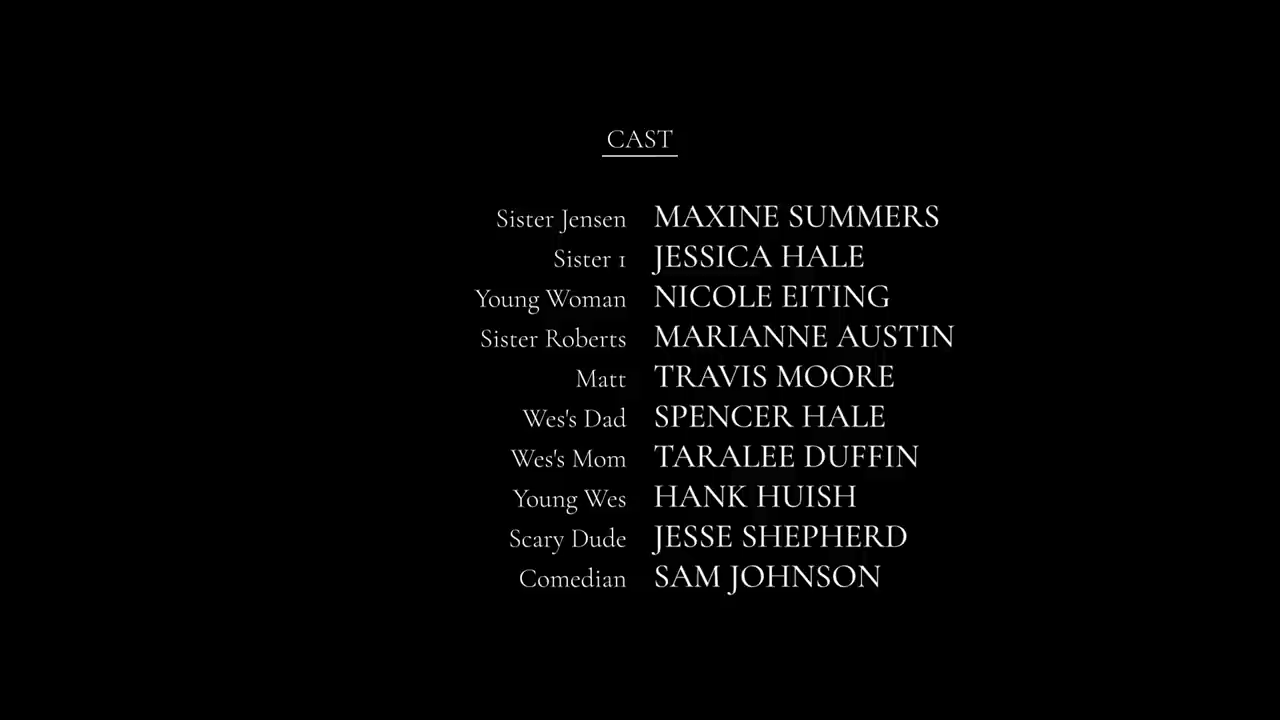 CAST
Sister Jensen MAXINE SUMMERS
Sister 1 JESSICA HALE
Young Woman NICOLE EITING
Sister Roberts MARIANNE AUSTIN
Matt TRAVIS MOORE
Wes's Dad SPENCER HALE
Wes's Mom TARALEE DUFFIN
Young Wes HANK HUISH
Scary Dude JESSE SHEPHERD
Comedian SAM JOHNSON